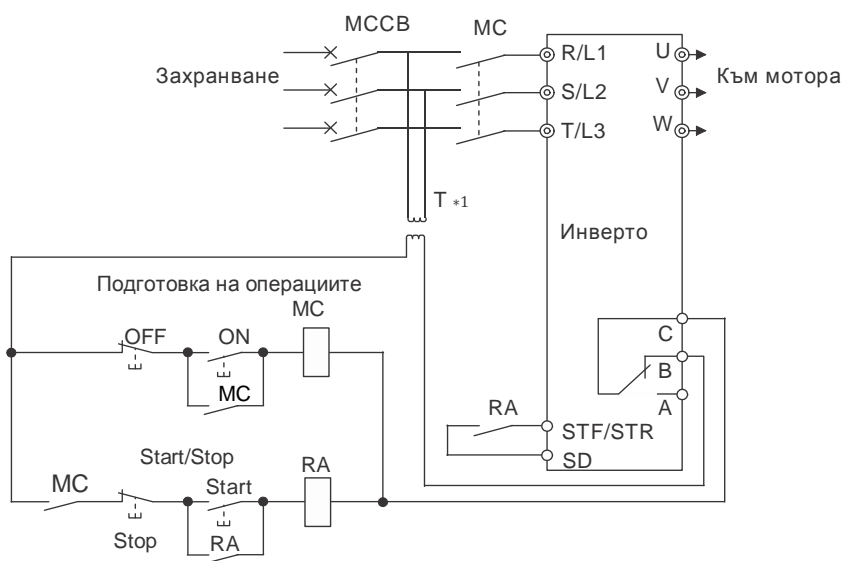 MCCB
MC
Захранване
R/L1
S/L2
T/L3
U
V
W
Към мотора
T *1
Инверто
Подготовка на операциите
MC
OFF
ON
MC
C
B
A
RA
STF/STR
SD
Start/Stop
MC
Start
RA
Stop
RA